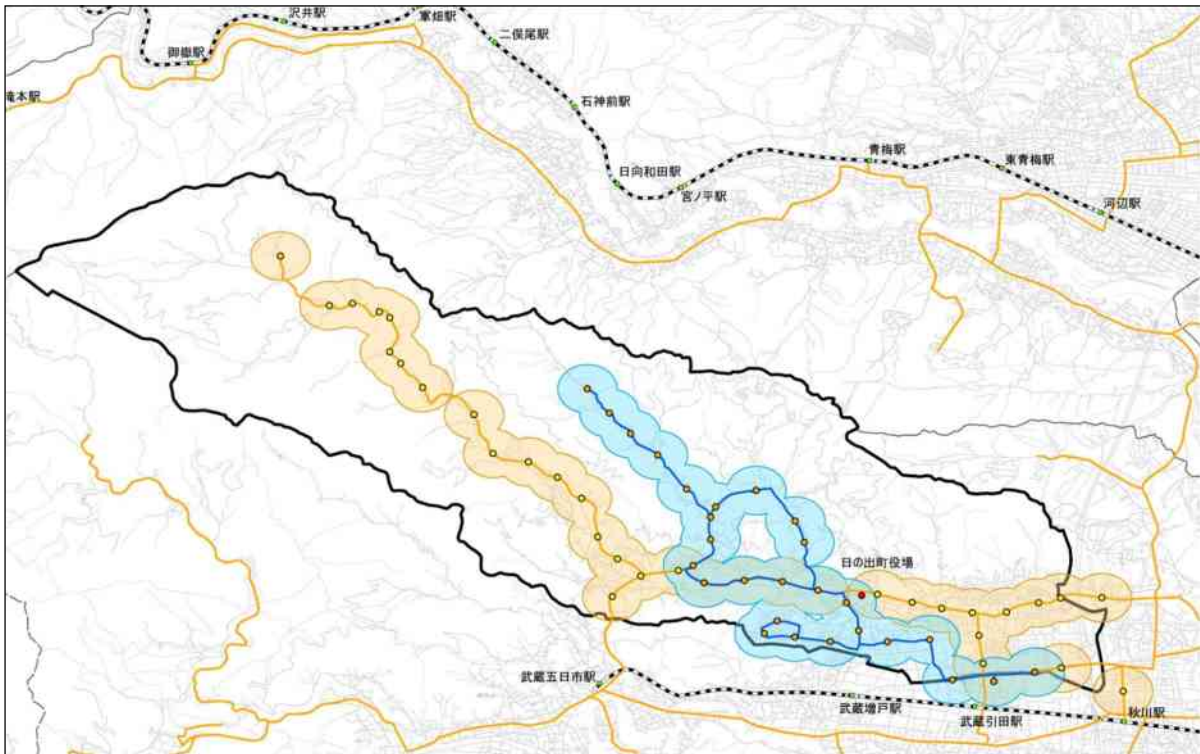 沢井駅
軍畑駅
二俣尾駅
御嶽駅
滝本駅
石神前駅
青梅駅
東青梅駅
日向和田駅
宮ノ平駅
河辺駅
日の出町役場
武蔵五日市駅
武蔵増戸駅
武蔵引田駅
秋川駅